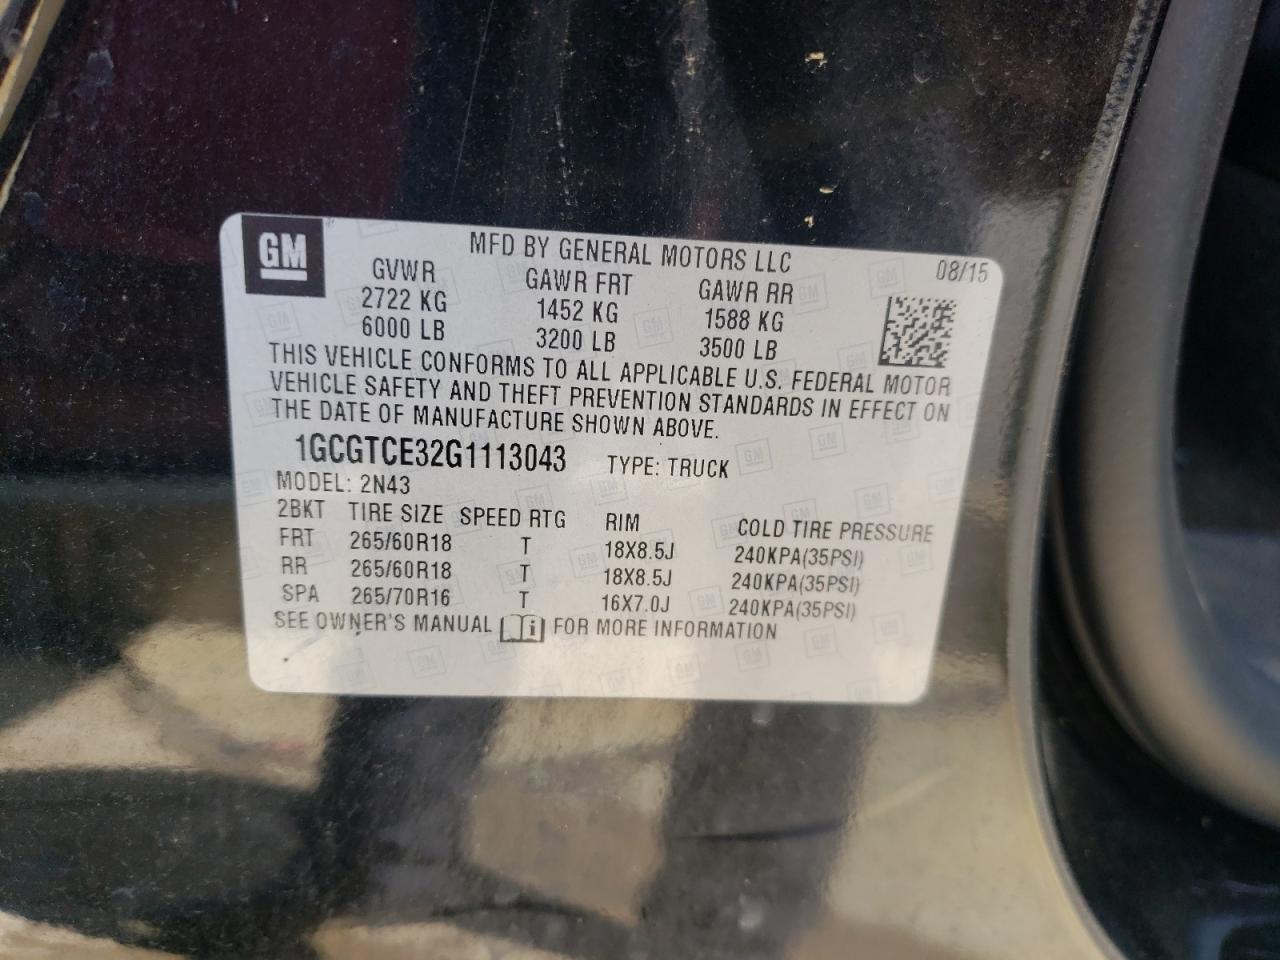 GM
MFD BY GENERAL MOTORS LLC 08/15
GVWR GAWR FRT GAWR RR
2722 KG 1452 KG 1588 KG
6000 LB 3200 LB 3500 LB
THIS VEHICLE CONFORMS TO ALL APPLICABLE U.S. FEDERAL MOTOR
VEHICLE SAFETY AND THEFT PREVENTION STANDARDS IN EFFECT ON
THE DATE OF MANUFACTURE SHOWN ABOVE.
1GCGTCE32G1113043 TYPE: TRUCK
MODEL: 2N43
2BKT TIRE SIZE SPEED RTG RIM COLD TIRE PRESSURE
FRT 265/60R18 T 18X8.5J 240KPA(35PSI)
RR 265/60R18 T 18X8.5J 240KPA(35PSI)
SPA 265/70R16 T 16X7.0J 240KPA(35PSI)
SEE OWNER'S MANUAL i FOR MORE INFORMATION